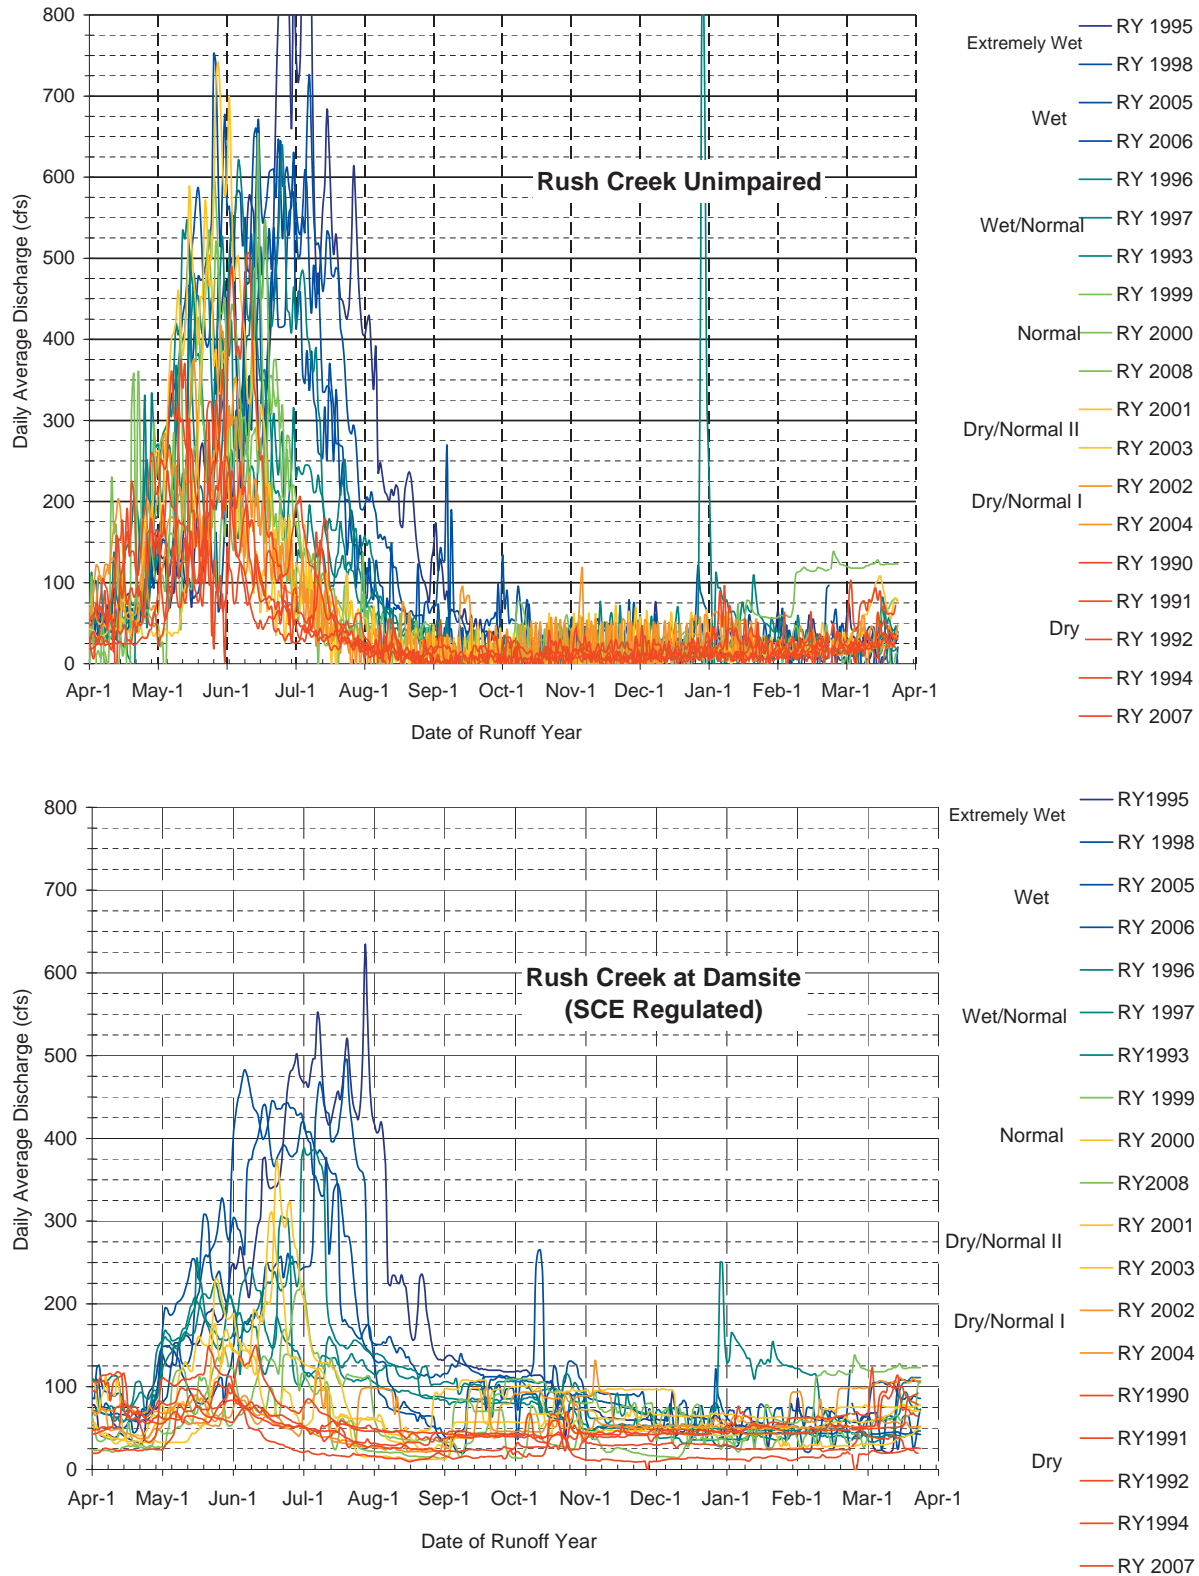 800
700
600
500
400
300
200
100
0
Daily Average Discharge (cfs)
Rush Creek Unimpaired
Apr-1 May-1 Jun-1 Jul-1 Aug-1 Sep-1 Oct-1 Nov-1 Dec-1 Jan-1 Feb-1 Mar-1 Apr-1
Date of Runoff Year
Extremely Wet
Wet
Wet/Normal
Normal
Dry/Normal II
Dry/Normal I
Dry
RY 1995
RY 1998
RY 2005
RY 2006
RY 1996
RY 1997
RY 1993
RY 1999
RY 2000
RY 2008
RY 2001
RY 2003
RY 2002
RY 2004
RY 1990
RY 1991
RY 1992
RY 1994
RY 2007
800
700
600
500
400
300
200
100
0
Daily Average Discharge (cfs)
Rush Creek at Damsite
(SCE Regulated)
Apr-1 May-1 Jun-1 Jul-1 Aug-1 Sep-1 Oct-1 Nov-1 Dec-1 Jan-1 Feb-1 Mar-1 Apr-1
Date of Runoff Year
Extremely Wet
Wet
Wet/Normal
Normal
Dry/Normal II
Dry/Normal I
Dry
RY1995
RY 1998
RY 2005
RY 2006
RY 1996
RY 1997
RY1993
RY 1999
RY 2000
RY2008
RY 2001
RY 2003
RY 2002
RY 2004
RY1990
RY1991
RY1992
RY1994
RY 2007